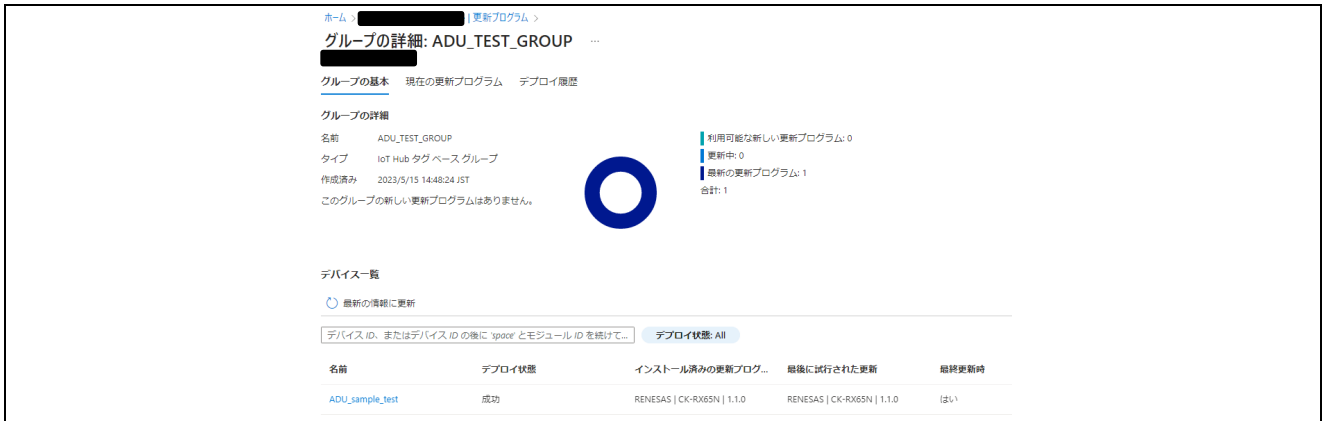 ホーム > | 更新プログラム >
グループの詳細: ADU_TEST_GROUP ...
グループの基本 現在の更新プログラム デプロイ履歴
グループの詳細
名前 ADU_TEST_GROUP
タイプ IoT Hub タグ ベース グループ
作成済み 2023/5/15 14:48:24 JST
このグループの新しい更新プログラムはありません。
利用可能な新しい更新プログラム: 0
更新中: 0
最新の更新プログラム: 1
合計: 1
デバイス一覧
最新の情報に更新
デバイス ID、またはデバイス ID の後に 'space' とモジュール ID を続けて...
デプロイ状態: All
名前 デプロイ状態 インストール済みの更新プログ... 最後に試行された更新 最終更新時
ADU_sample_test 成功 RENESAS | CK-RX65N | 1.1.0 RENESAS | CK-RX65N | 1.1.0 はい